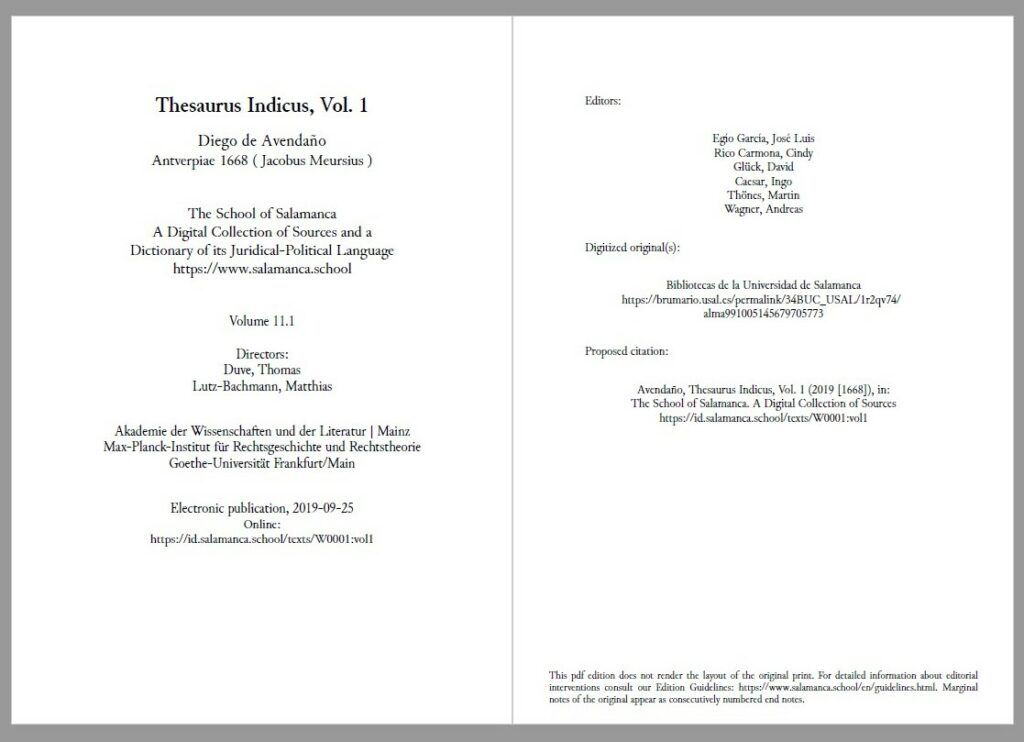 Thesaurus Indicus, Vol. 1
Diego de Avendaño
Antverpiae 1668 ( Jacobus Meursius )
The School of Salamanca
A Digital Collection of Sources and a
Dictionary of its Juridical-Political Language
https://www.salamanca.school
Volume 11.1
Directors:
Duve, Thomas
Lutz-Bachmann, Matthias
Akademie der Wissenschaften und der Literatur | Mainz
Max-Planck-Institut für Rechtsgeschichte und Rechtstheorie
Goethe-Universität Frankfurt/Main
Electronic publication, 2019-09-25
Online:
https://id.salamanca.school/texts/W0001:vol1
Editors:
Egio García, José Luis
Rico Carmona, Cindy
Glück, David
Caesar, Ingo
Thönes, Martin
Wagner, Andreas
Digitized original(s):
Bibliotecas de la Universidad de Salamanca
https://brumario.usal.es/permalink/34BUC_USAL/1r2qv74/
alma991005145679705773
Proposed citation:
Avendaño, Thesaurus Indicus, Vol. 1 (2019 [1668]), in:
The School of Salamanca. A Digital Collection of Sources
https://id.salamanca.school/texts/W0001:vol1
This pdf edition does not render the layout of the original print. For detailed information about editorial
interventions consult our Edition Guidelines: https://www.salamanca.school/en/guidelines.html. Marginal
notes of the original appear as consecutively numbered end notes.